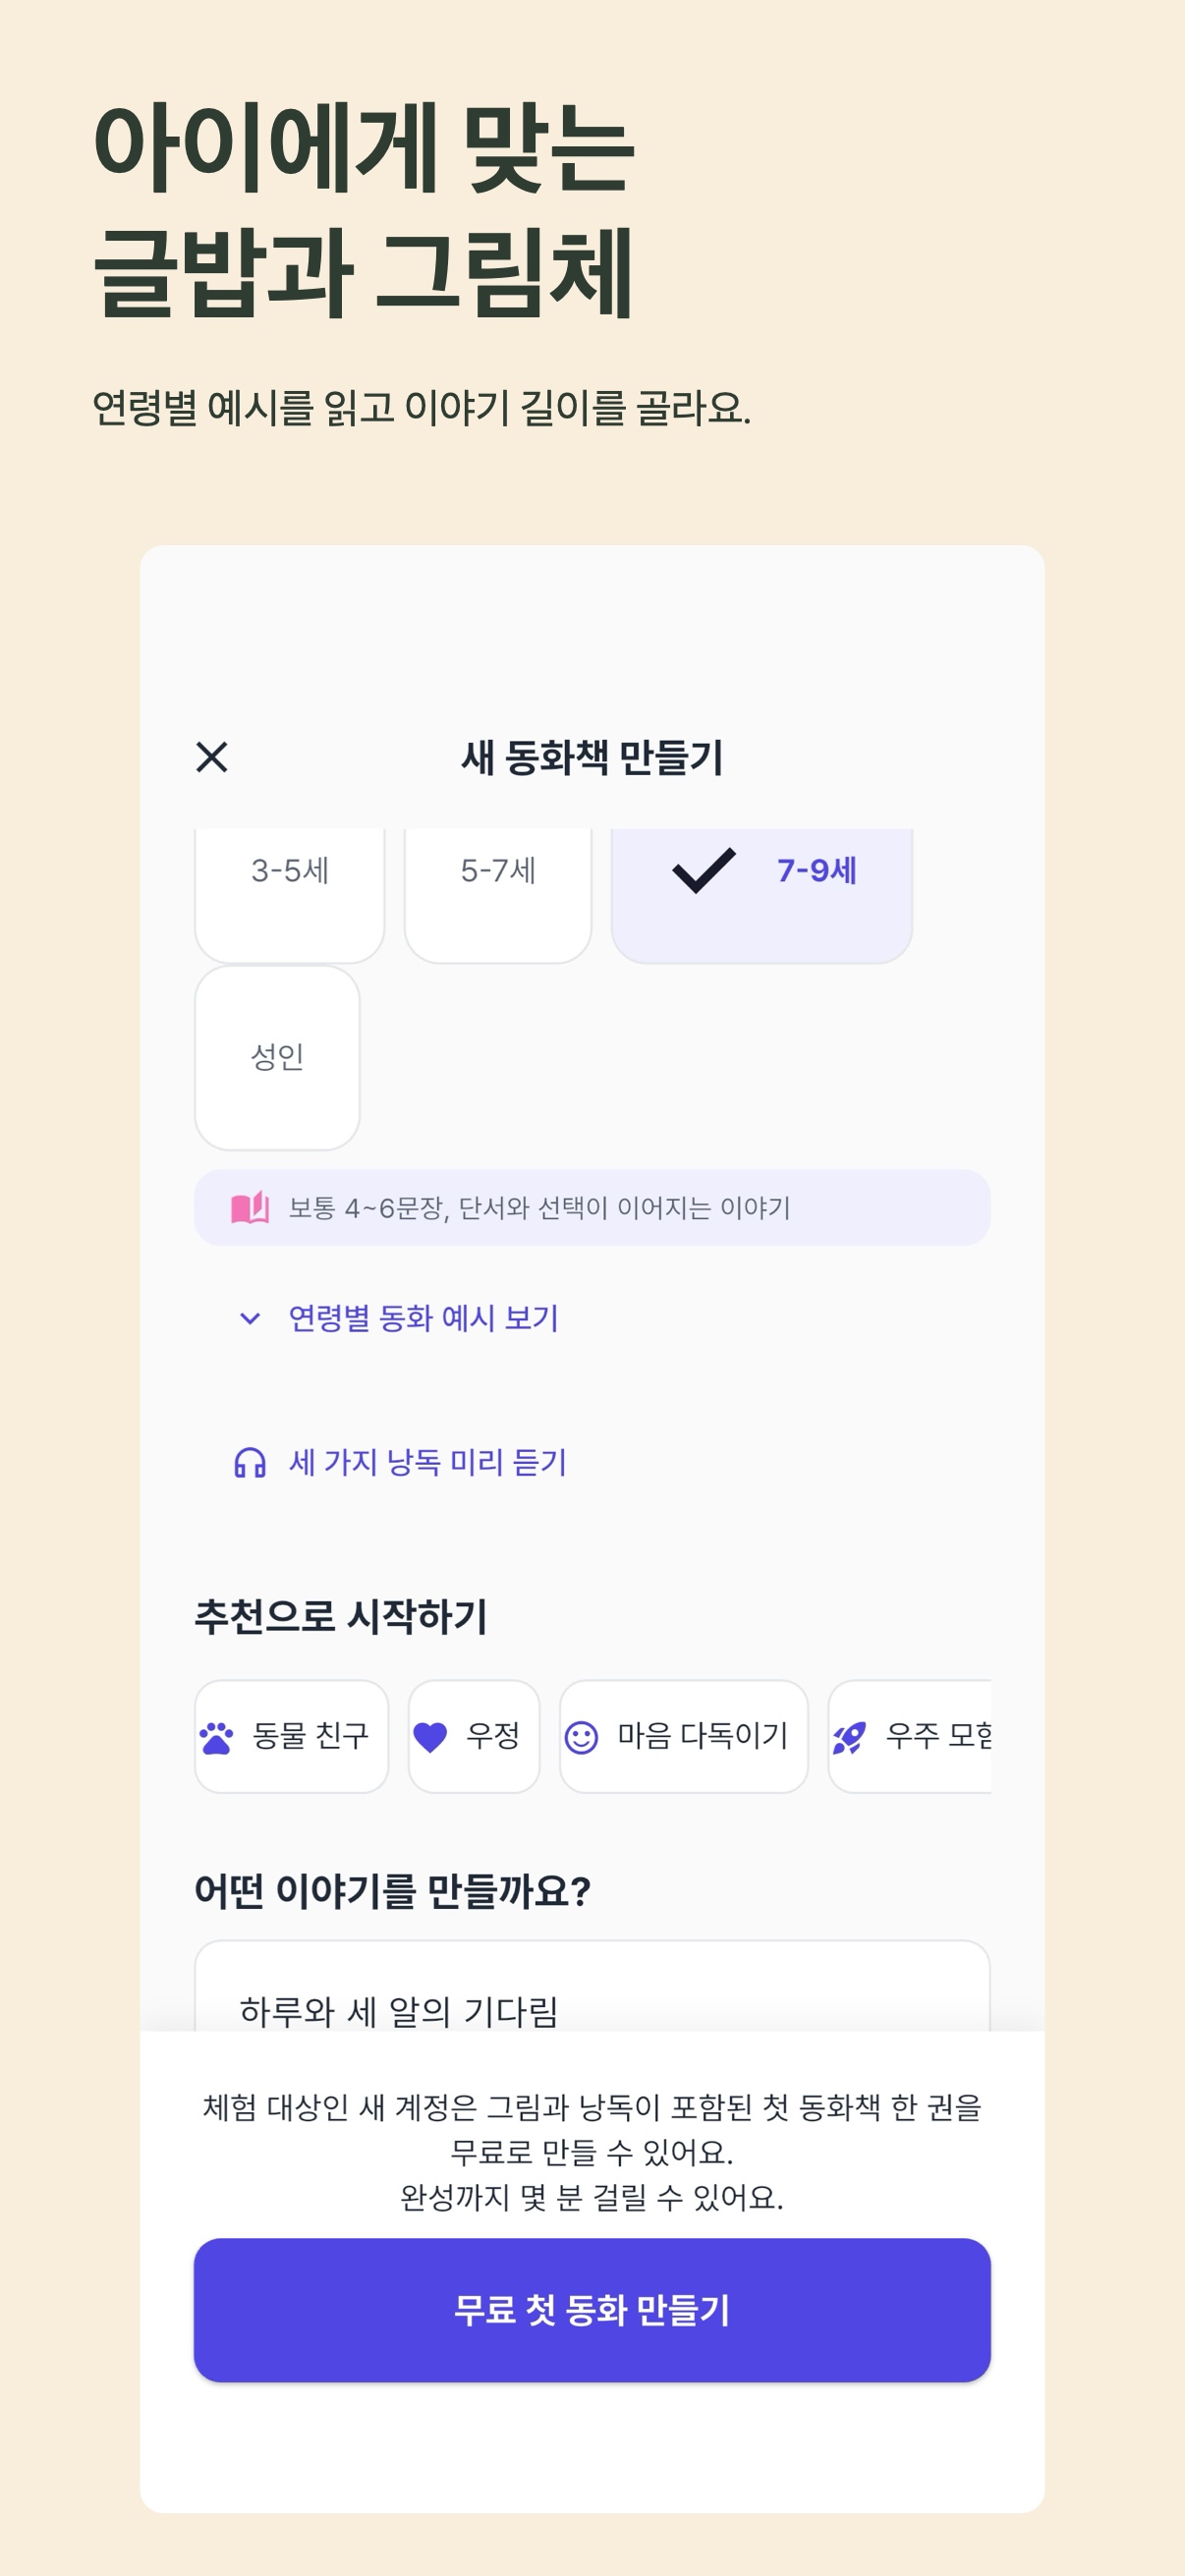 아이에게 맞는
글밥과 그림체
연령별 예시를 읽고 이야기 길이를 골라요.
새 동화책 만들기
3-5세
5-7세
7-9세
성인
보통 4~6문장, 단서와 선택이 이어지는 이야기
연령별 동화 예시 보기
세 가지 낭독 미리 듣기
추천으로 시작하기
동물 친구
우정
마음 다독이기
우주 모험
어떤 이야기를 만들까요?
하루와 세 알의 기다림
체험 대상인 새 계정은 그림과 낭독이 포함된 첫 동화책 한 권을
무료로 만들 수 있어요.
완성까지 몇 분 걸릴 수 있어요.
무료 첫 동화 만들기